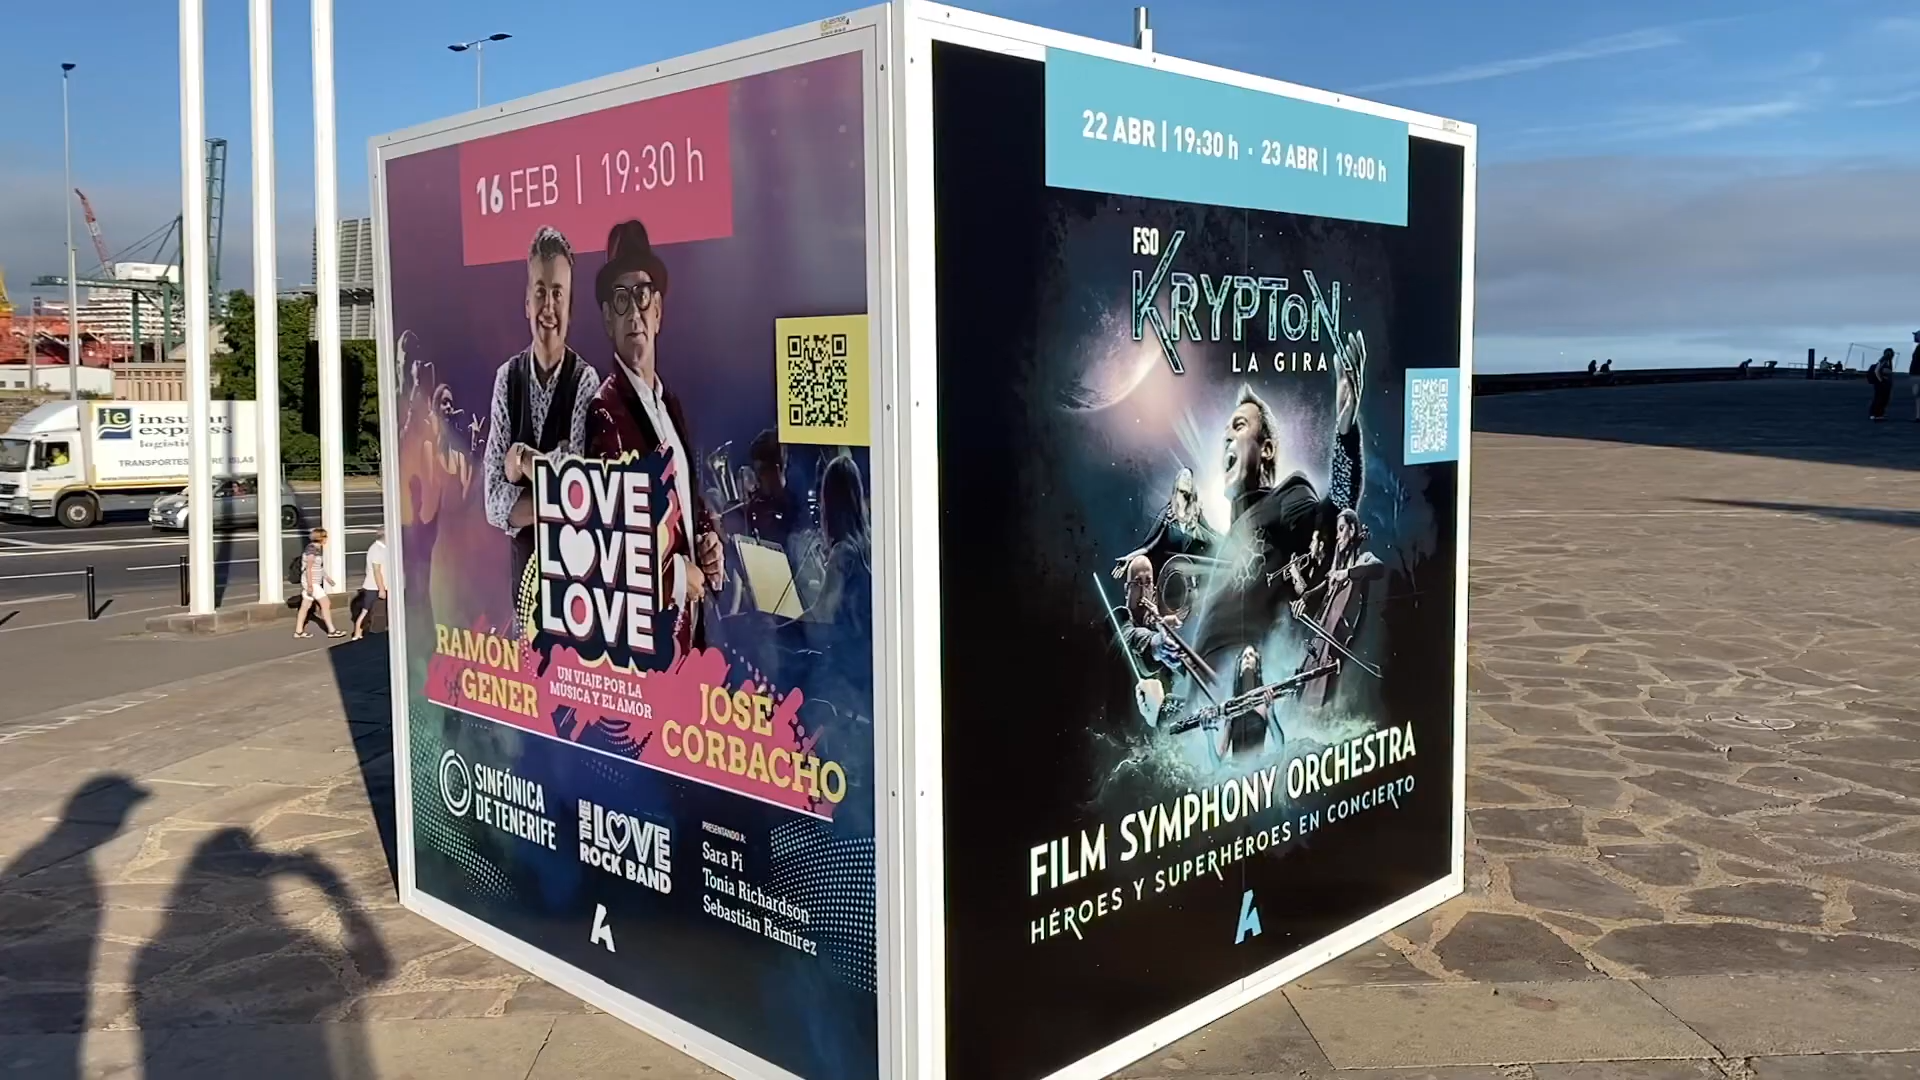 16 FEB | 19:30 h
LOVE
LOVE
LOVE
RAMÓN
GENER
UN VIAJE POR LA
MÚSICA Y EL AMOR
JOSÉ
CORBACHO
SINFÓNICA
DE TENERIFE
THE LOVE
ROCK BAND
PRESENTANDO A:
Sara Pi
Tonia Richardson
Sebastián Ramírez
22 ABR | 19:30 h · 23 ABR | 19:00 h
FSO
KRYPTON
LA GIRA
FILM SYMPHONY ORCHESTRA
HÉROES Y SUPERHÉROES EN CONCIERTO
ie
express
TRANSPORTES